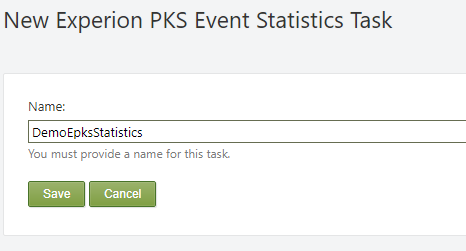 New Experion PKS Event Statistics Task
Name:
DemoEpksStatistics
You must provide a name for this task.
Save Cancel